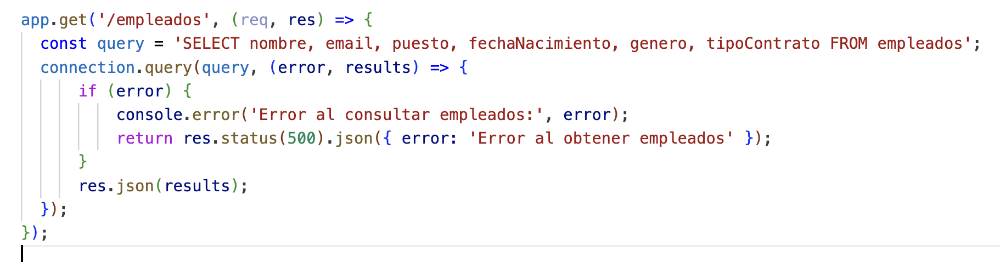 app.get('/empleados', (req, res) => {
  const query = 'SELECT nombre, email, puesto, fechaNacimiento, genero, tipoContrato FROM empleados';
  connection.query(query, (error, results) => {
      if (error) {
          console.error('Error al consultar empleados:', error);
          return res.status(500).json({ error: 'Error al obtener empleados' });
      }
      res.json(results);
  });
});